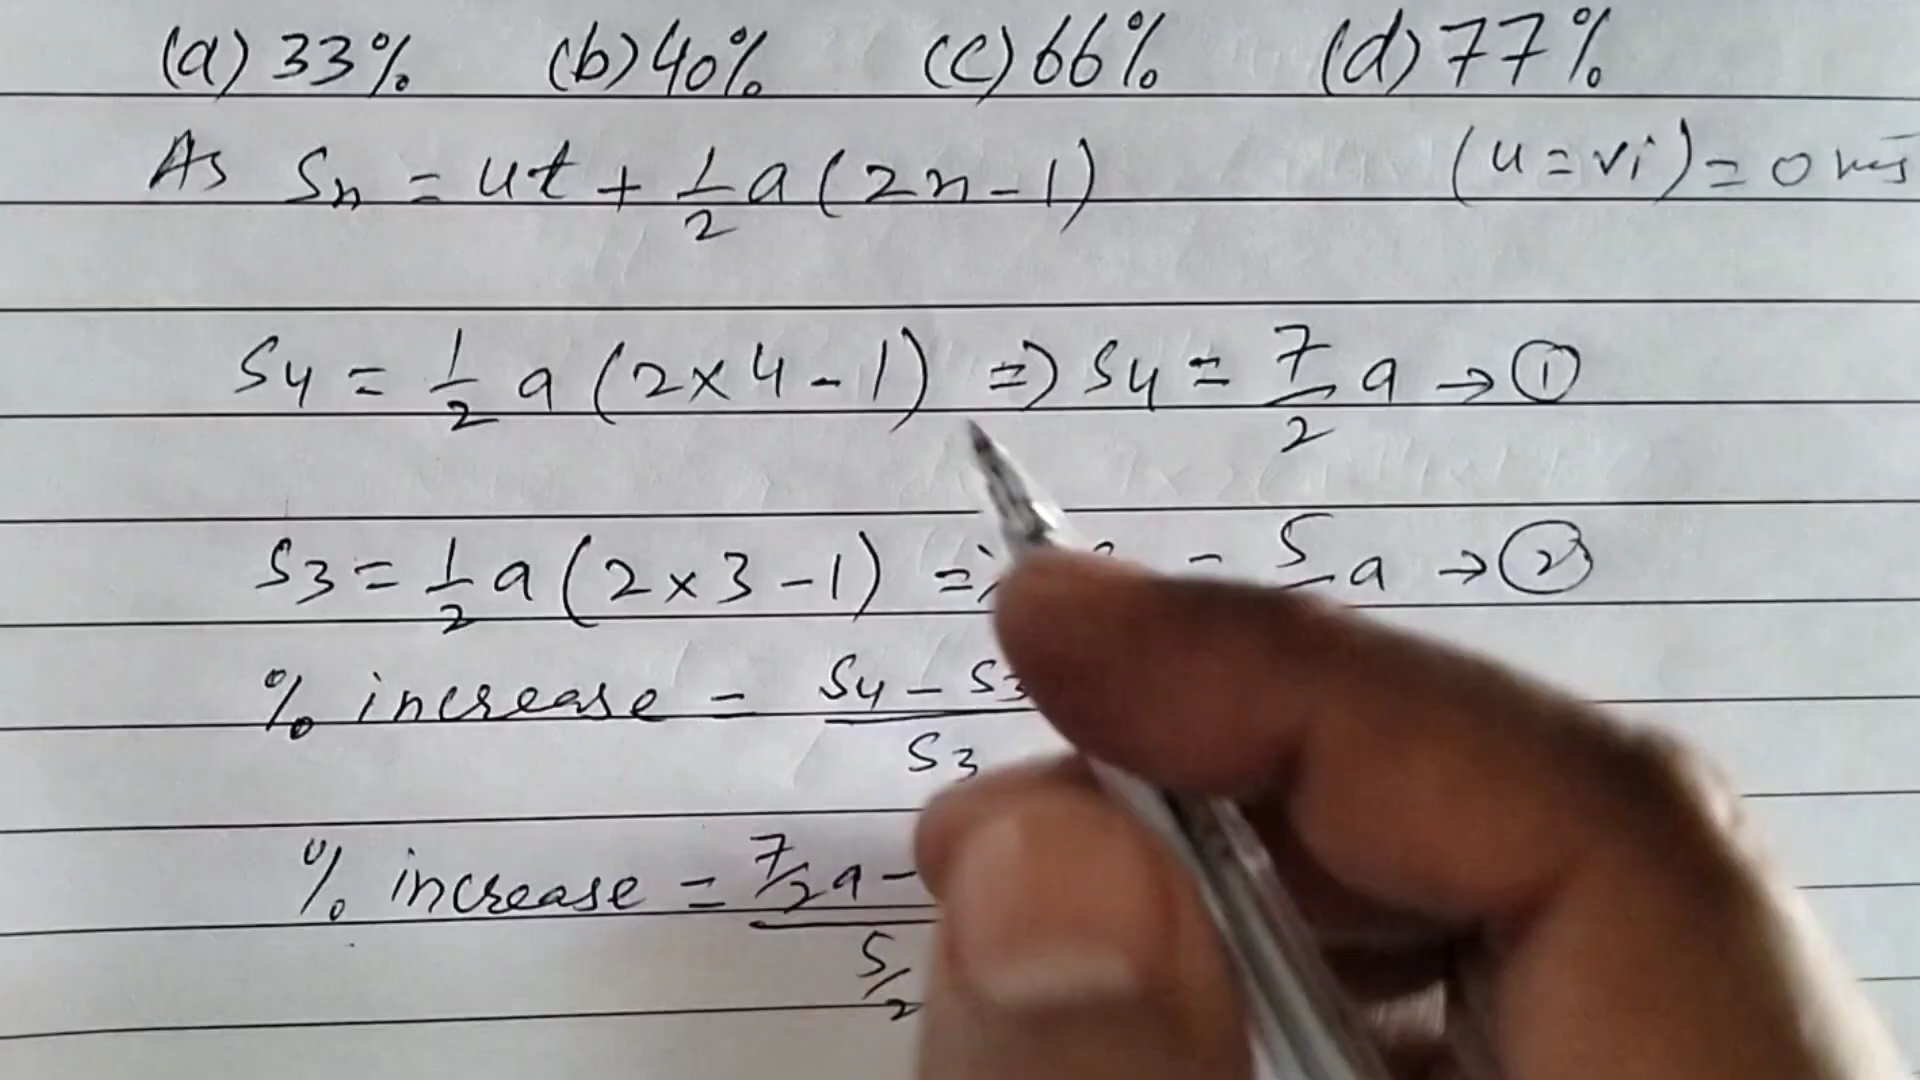 (a) 33% (b) 40% (c) 66% (d) 77%
As Sn = ut + 1/2 a (2n - 1) (u = vi) = 0 m/s
S4 = 1/2 a (2 x 4 - 1) => S4 = 7/2 a → ①
S3 = 1/2 a (2 x 3 - 1) = - 5 a → ②
% increase = S4 - S3 / S3
% increase = 7/2 a - / 5/2